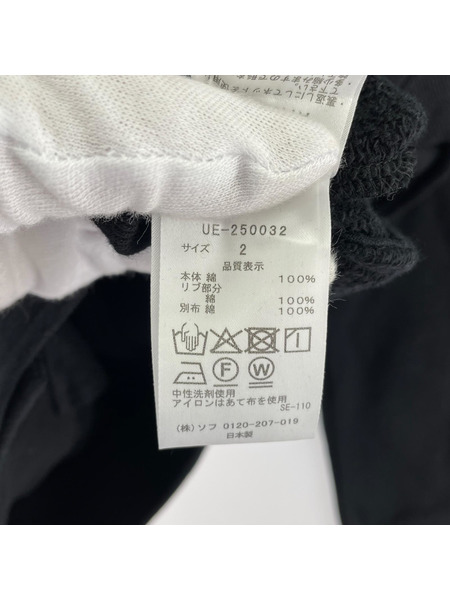 UE-250032
サイズ 2
品質表示
本体 綿 100%
リブ部分
綿 100%
別布 綿 100%
F W
中性洗剤使用
アイロンはあて布を使用
SE-110
(株)ソフ 0120-207-019
日本製